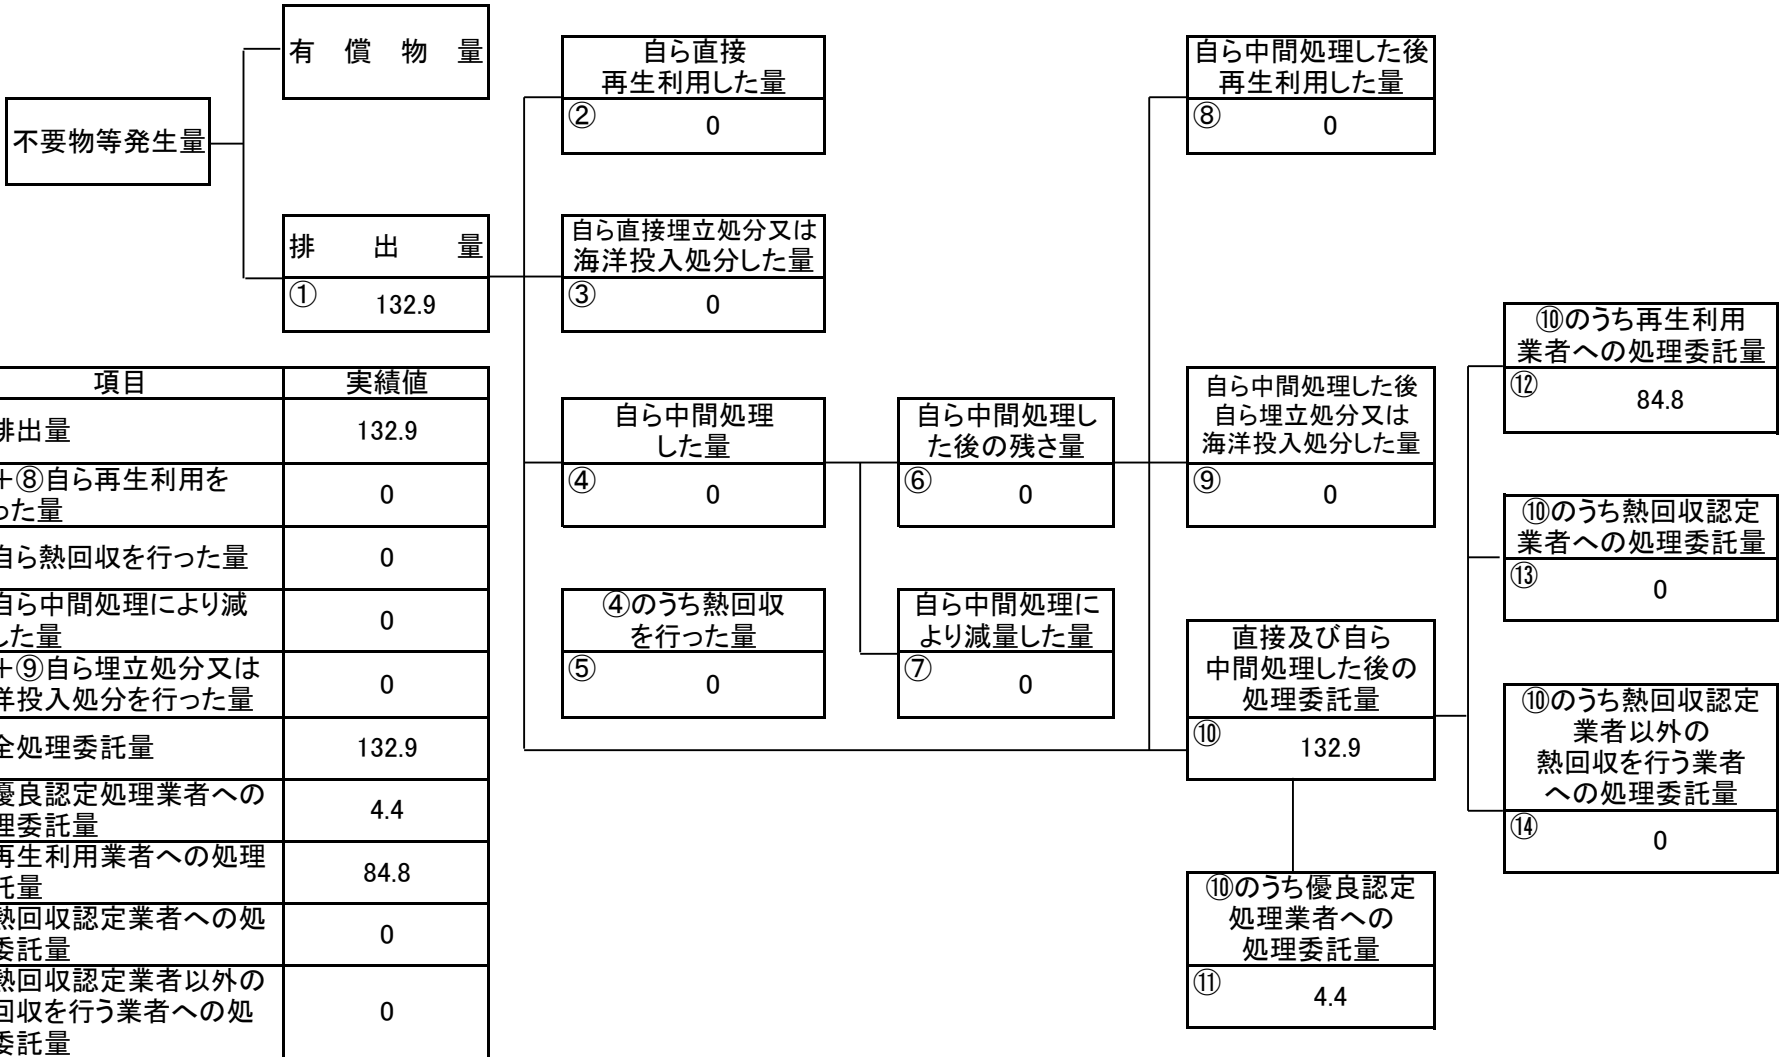 有償物量
不要物等発生量
排出量
① 132.9
自ら直接
再生利用した量
② 0
自ら直接埋立処分又は
海洋投入処分した量
③ 0
自ら中間処理
した量
④ 0
④のうち熱回収
を行った量
⑤ 0
自ら中間処理し
た後の残さ量
⑥ 0
自ら中間処理に
より減量した量
⑦ 0
自ら中間処理した後
再生利用した量
⑧ 0
自ら中間処理した後
自ら埋立処分又は
海洋投入処分した量
⑨ 0
直接及び自ら
中間処理した後の
処理委託量
⑩ 132.9
⑩のうち優良認定
処理業者への
処理委託量
⑪ 4.4
⑩のうち再生利用
業者への処理委託量
⑫ 84.8
⑩のうち熱回収認定
業者への処理委託量
⑬ 0
⑩のうち熱回収認定
業者以外の
熱回収を行う業者
への処理委託量
⑭ 0
項目 実績値
排出量 132.9
+⑧自ら再生利用を
った量 0
自ら熱回収を行った量 0
自ら中間処理により減
した量 0
+⑨自ら埋立処分又は
洋投入処分を行った量 0
全処理委託量 132.9
優良認定処理業者への
理委託量 4.4
再生利用業者への処理
託量 84.8
熱回収認定業者への処
委託量 0
熱回収認定業者以外の
回収を行う業者への処
委託量 0